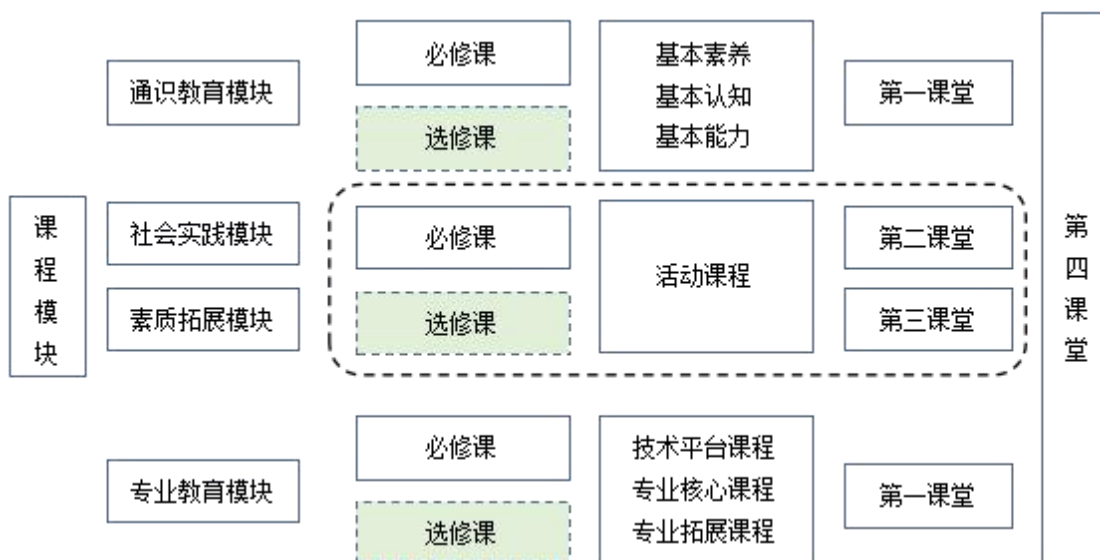 课程模块
通识教育模块
必修课
选修课
基本素养
基本认知
基本能力
第一课堂
社会实践模块
素质拓展模块
必修课
选修课
活动课程
第二课堂
第三课堂
专业教育模块
必修课
选修课
技术平台课程
专业核心课程
专业拓展课程
第一课堂
第四课堂